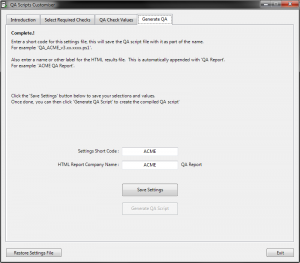 QA Scripts Customiser
Introduction
Select Required Checks
QA Check Values
Generate QA
Complete.!
Enter a short code for this settings file, this will save the QA script file with it as part of the name.
For example: 'QA_ACME_v3.xx.xxxx.ps1'.
Also enter a name or other label for the HTML results file. This is automatically appended with 'QA Report'.
For example: 'ACME QA Report'.
Click the 'Save Settings' button below to save your selections and values.
Once done, you can then click 'Generate QA Script' to create the compiled QA script'
Settings Short Code : ACME
HTML Report Company Name : ACME QA Report
Save Settings
Generate QA Script
Restore Settings File
Exit